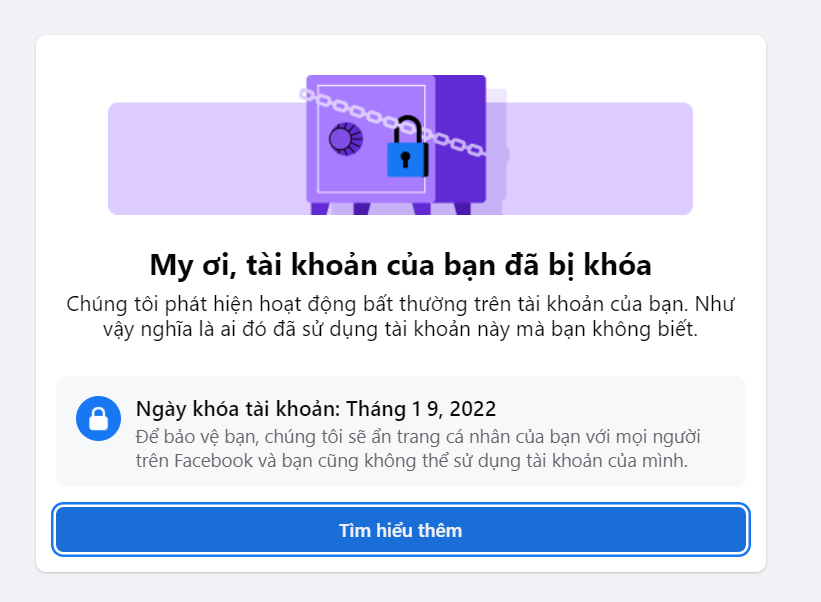 My ơi, tài khoản của bạn đã bị khóa
Chúng tôi phát hiện hoạt động bất thường trên tài khoản của bạn. Như
vậy nghĩa là ai đó đã sử dụng tài khoản này mà bạn không biết.
Ngày khóa tài khoản: Tháng 1 9, 2022
Để bảo vệ bạn, chúng tôi sẽ ẩn trang cá nhân của bạn với mọi người
trên Facebook và bạn cũng không thể sử dụng tài khoản của mình.
Tìm hiểu thêm